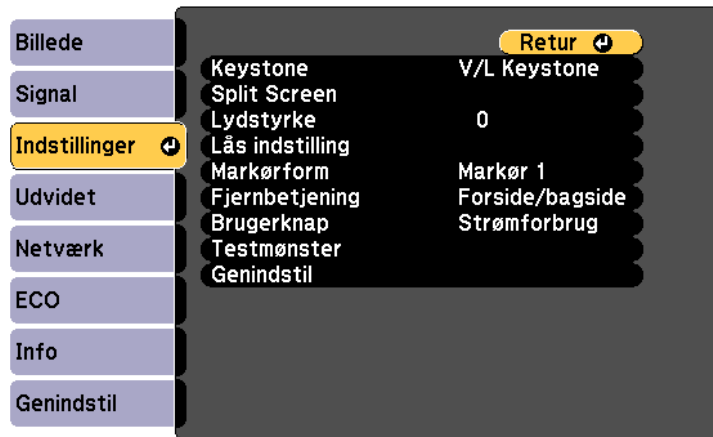 Billede
Signal
Indstillinger
Udvidet
Netværk
ECO
Info
Genindstil
Retur
Keystone V/L Keystone
Split Screen
Lydstyrke 0
Lås indstilling
Markørform Markør 1
Fjernbetjening Forside/bagside
Brugerknap Strømforbrug
Testmønster
Genindstil